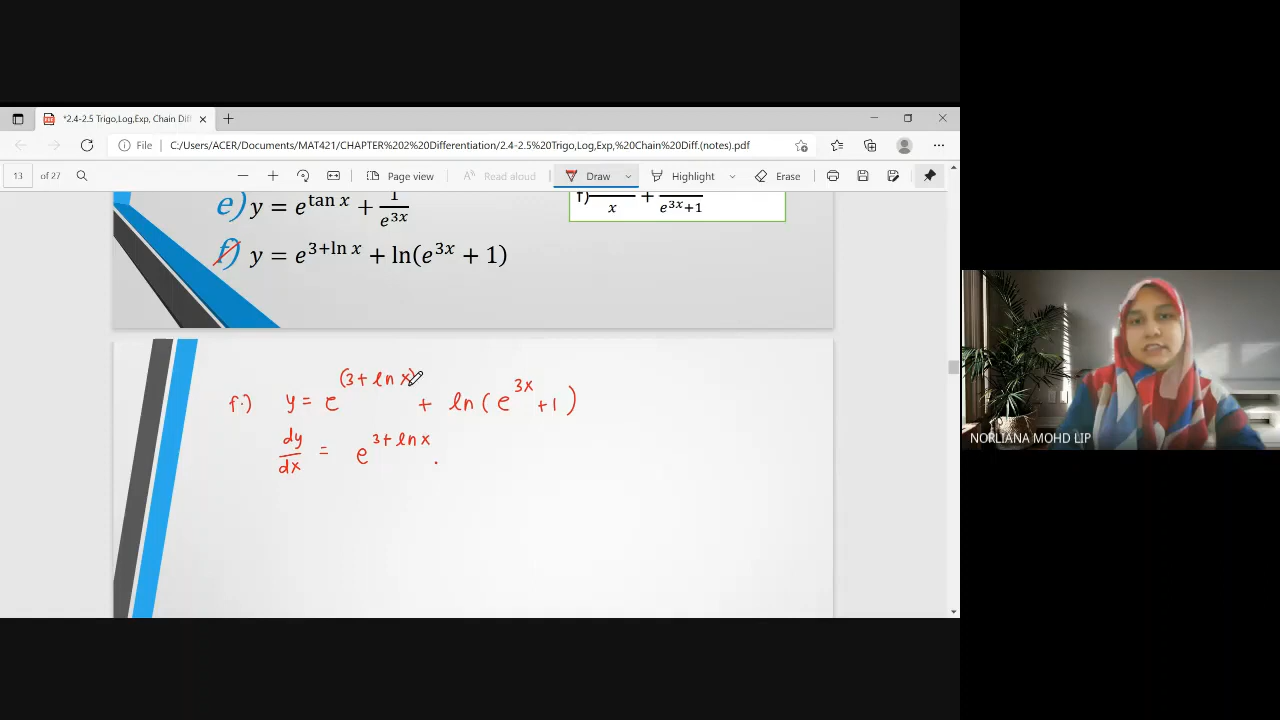 *2.4-2.5 Trigo,Log,Exp, Chain Diff
File C:/Users/ACER/Documents/MAT421/CHAPTER%202%20Differentiation/2.4-2.5%20Trigo,Log,Exp,%20Chain%20Diff.(notes).pdf
13 of 27 Page view Read aloud Draw Highlight Erase
e) y = e^{tan x} + 1/e^{3x}
f) y = e^{3+ln x} + ln(e^{3x} + 1)
x + e^{3x}+1
f.) y = e^{(3 + ln x)} + ln ( e^{3x} + 1 )
dy/dx = e^{3 + ln x} .
NORLIANA MOHD LIP